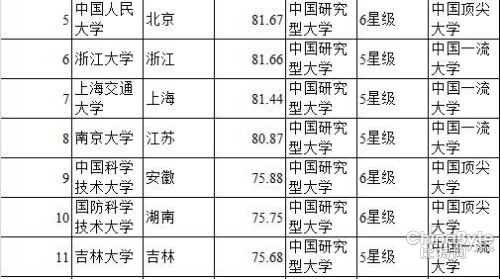 5 中国人民大学 北京 81.67 中国研究型大学 6星级 中国顶尖大学
6 浙江大学 浙江 81.66 中国研究型大学 5星级 中国一流大学
7 上海交通大学 上海 81.44 中国研究型大学 5星级 中国一流大学
8 南京大学 江苏 80.87 中国研究型大学 5星级 中国一流大学
9 中国科学技术大学 安徽 75.88 中国研究型大学 6星级 中国顶尖大学
10 国防科学技术大学 湖南 75.75 中国研究型大学 6星级 中国顶尖大学
11 吉林大学 吉林 75.68 中国研究型大学 5星级 中国一流大学
ChinaByte
比特网